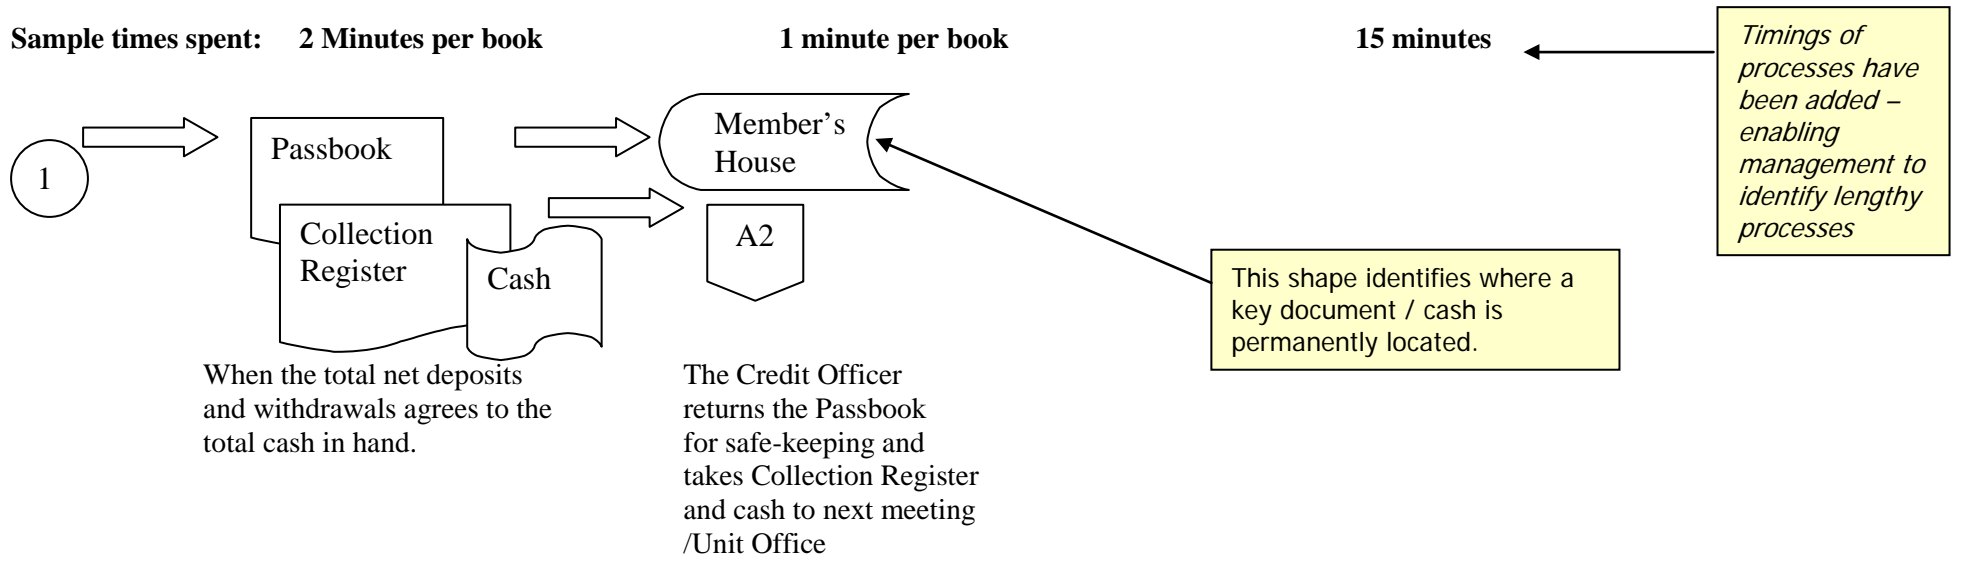 Sample times spent: 2 Minutes per book 1 minute per book 15 minutes
Timings of
processes have
been added –
enabling
management to
identify lengthy
processes
1
Passbook
Collection
Register
Cash
Member’s
House
A2
This shape identifies where a
key document / cash is
permanently located.
When the total net deposits
and withdrawals agrees to the
total cash in hand.
The Credit Officer
returns the Passbook
for safe-keeping and
takes Collection Register
and cash to next meeting
/Unit Office